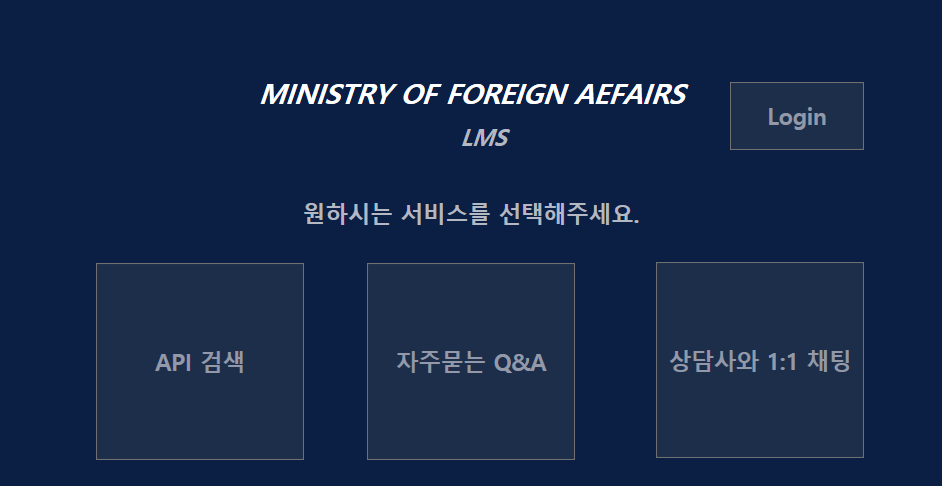 MINISTRY OF FOREIGN AEFAIRS
Login
LMS
원하시는 서비스를 선택해주세요.
API 검색
자주묻는 Q&A
상담사와 1:1 채팅